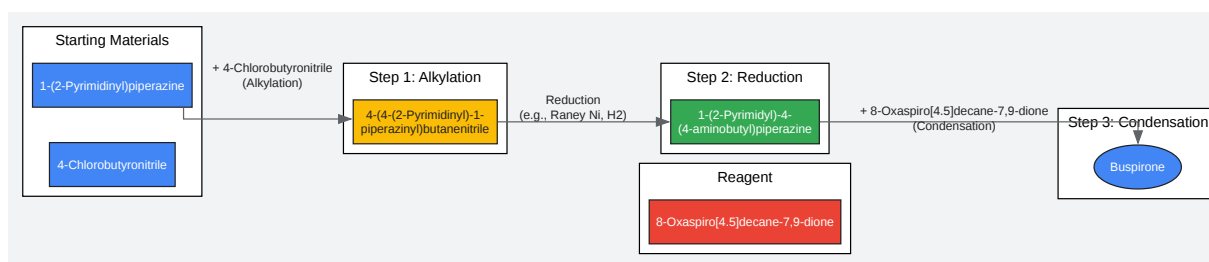 Starting Materials
1-(2-Pyrimidinyl)piperazine
4-Chlorobutyronitrile
+ 4-Chlorobutyronitrile
(Alkylation)
Step 1: Alkylation
4-(4-(2-Pyrimidinyl)-1-
piperazinyl)butanenitrile
Reduction
(e.g., Raney Ni, H2)
Step 2: Reduction
1-(2-Pyrimidyl)-4-
(4-aminobutyl)piperazine
Reagent
8-Oxaspiro[4.5]decane-7,9-dione
+ 8-Oxaspiro[4.5]decane-7,9-dione
(Condensation)
Step 3: Condensation
Buspirone